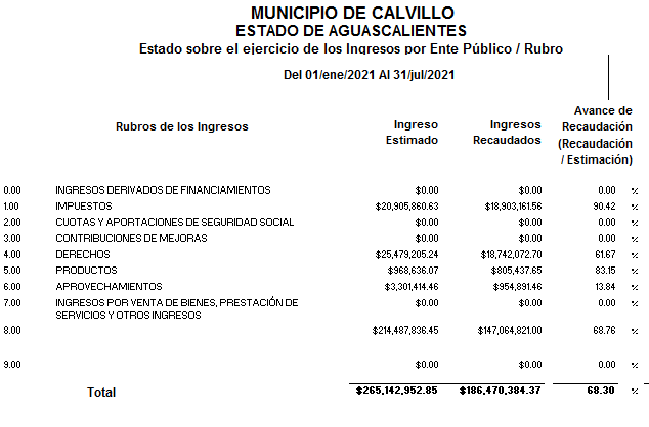 MUNICIPIO DE CALVILLO
ESTADO DE AGUASCALIENTES
Estado sobre el ejercicio de los Ingresos por Ente Público / Rubro
Del 01/ene/2021 Al 31/jul/2021
Rubros de los Ingresos
Ingreso
Estimado
Ingresos
Recaudados
Avance de
Recaudación
(Recaudación
/ Estimación)
0.00 INGRESOS DERIVADOS DE FINANCIAMIENTOS $0.00 $0.00 0.00 %
1.00 IMPUESTOS $20,905,860.63 $18,903,161.56 90.42 %
2.00 CUOTAS Y APORTACIONES DE SEGURIDAD SOCIAL $0.00 $0.00 0.00 %
3.00 CONTRIBUCIONES DE MEJORAS $0.00 $0.00 0.00 %
4.00 DERECHOS $25,479,205.24 $18,742,072.70 61.67 %
5.00 PRODUCTOS $968,636.07 $805,437.65 83.15 %
6.00 APROVECHAMIENTOS $3,301,414.46 $954,891.46 13.84 %
7.00 INGRESOS POR VENTA DE BIENES, PRESTACIÓN DE $0.00 $0.00 0.00 %
SERVICIOS Y OTROS INGRESOS
8.00 $214,487,836.45 $147,064,821.00 68.76 %
9.00 $0.00 $0.00 0.00 %
Total $265,142,952.85 $186,470,384.37 68.30 %